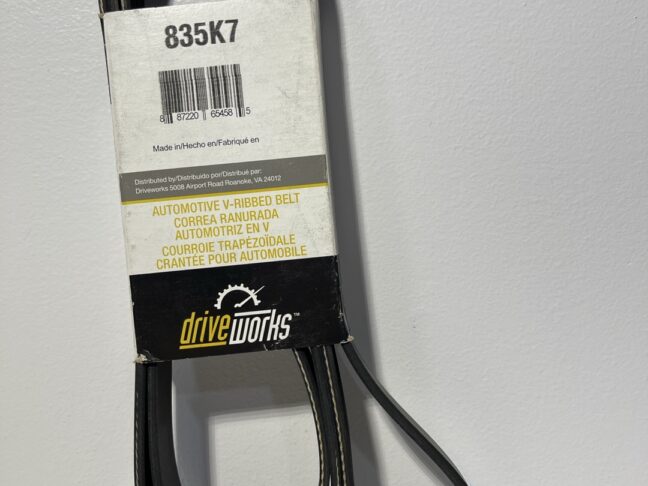 835K7
8 87220 65458 5
Made in/Hecho en/Fabriqué en
Distributed by/Distribuido por/Distribué par:
Driveworks 5008 Airport Road Roanoke, VA 24012
AUTOMOTIVE V-RIBBED BELT
CORREA RANURADA
AUTOMOTRIZ EN V
COURROIE TRAPÉZOÏDALE
CRANTÉE POUR AUTOMOBILE
driveworks™